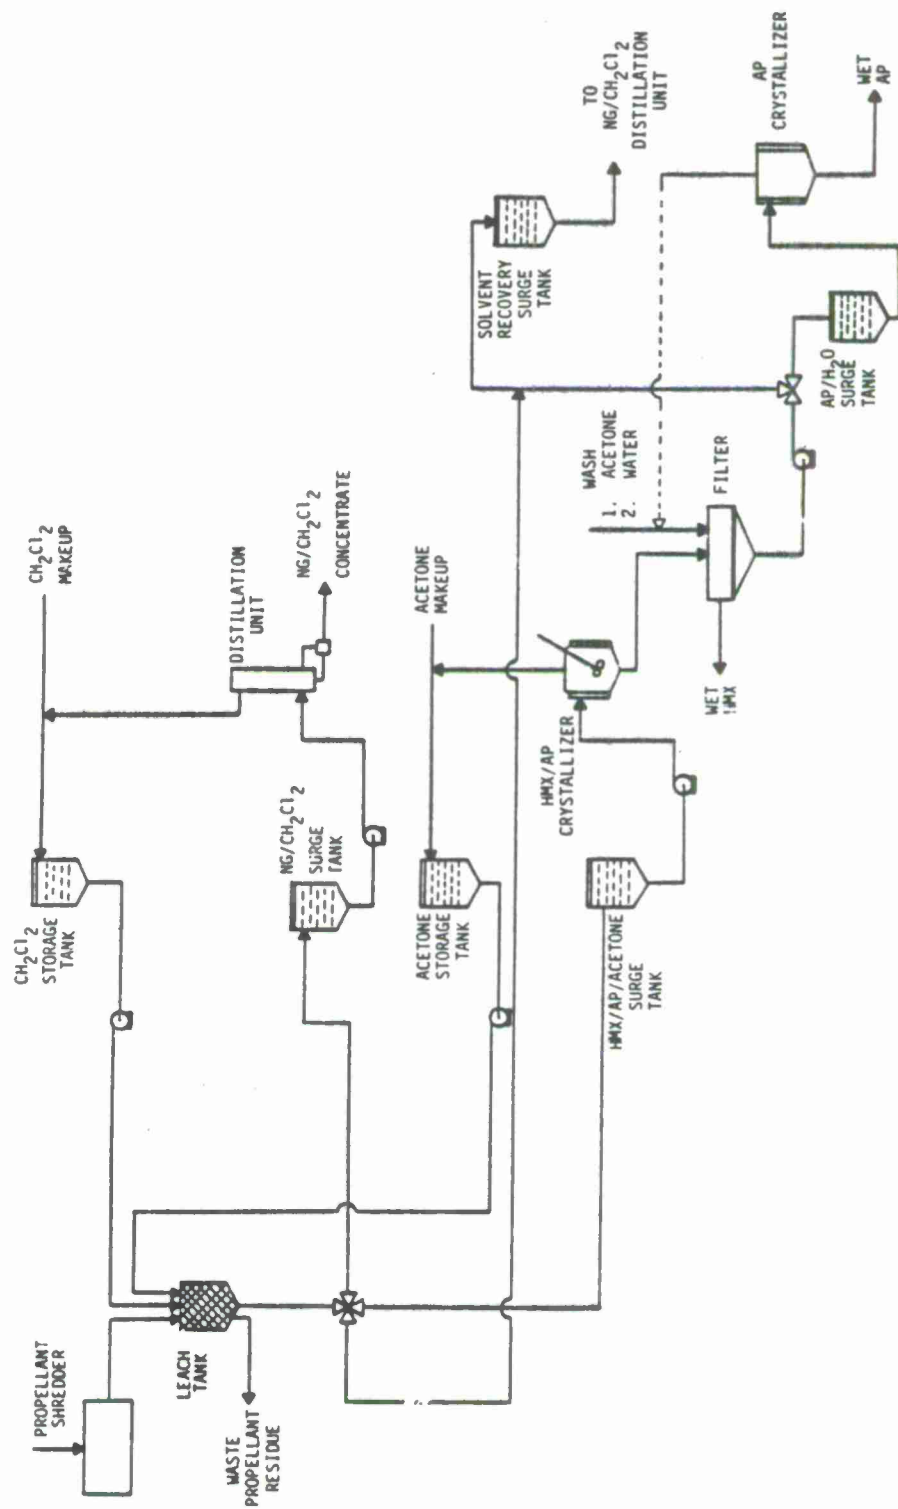 PROPELLANT
SHREDDER
LEACH
TANK
WASTE
PROPELLANT
RESIDUE
CH2Cl2
STORAGE
TANK
CH2Cl2
MAKEUP
NG/CH2Cl2
SURGE
TANK
DISTILLATION
UNIT
NG/CH2Cl2
CONCENTRATE
ACETONE
STORAGE
TANK
ACETONE
MAKEUP
HMX/AP/ACETONE
SURGE
TANK
HMX/AP
CRYSTALLIZER
WASH
1. ACETONE
2. WATER
WET
HMX
FILTER
SOLVENT
RECOVERY
SURGE
TANK
TO
NG/CH2Cl2
DISTILLATION
UNIT
AP/H2O
SURGE
TANK
AP
CRYSTALLIZER
WET
AP